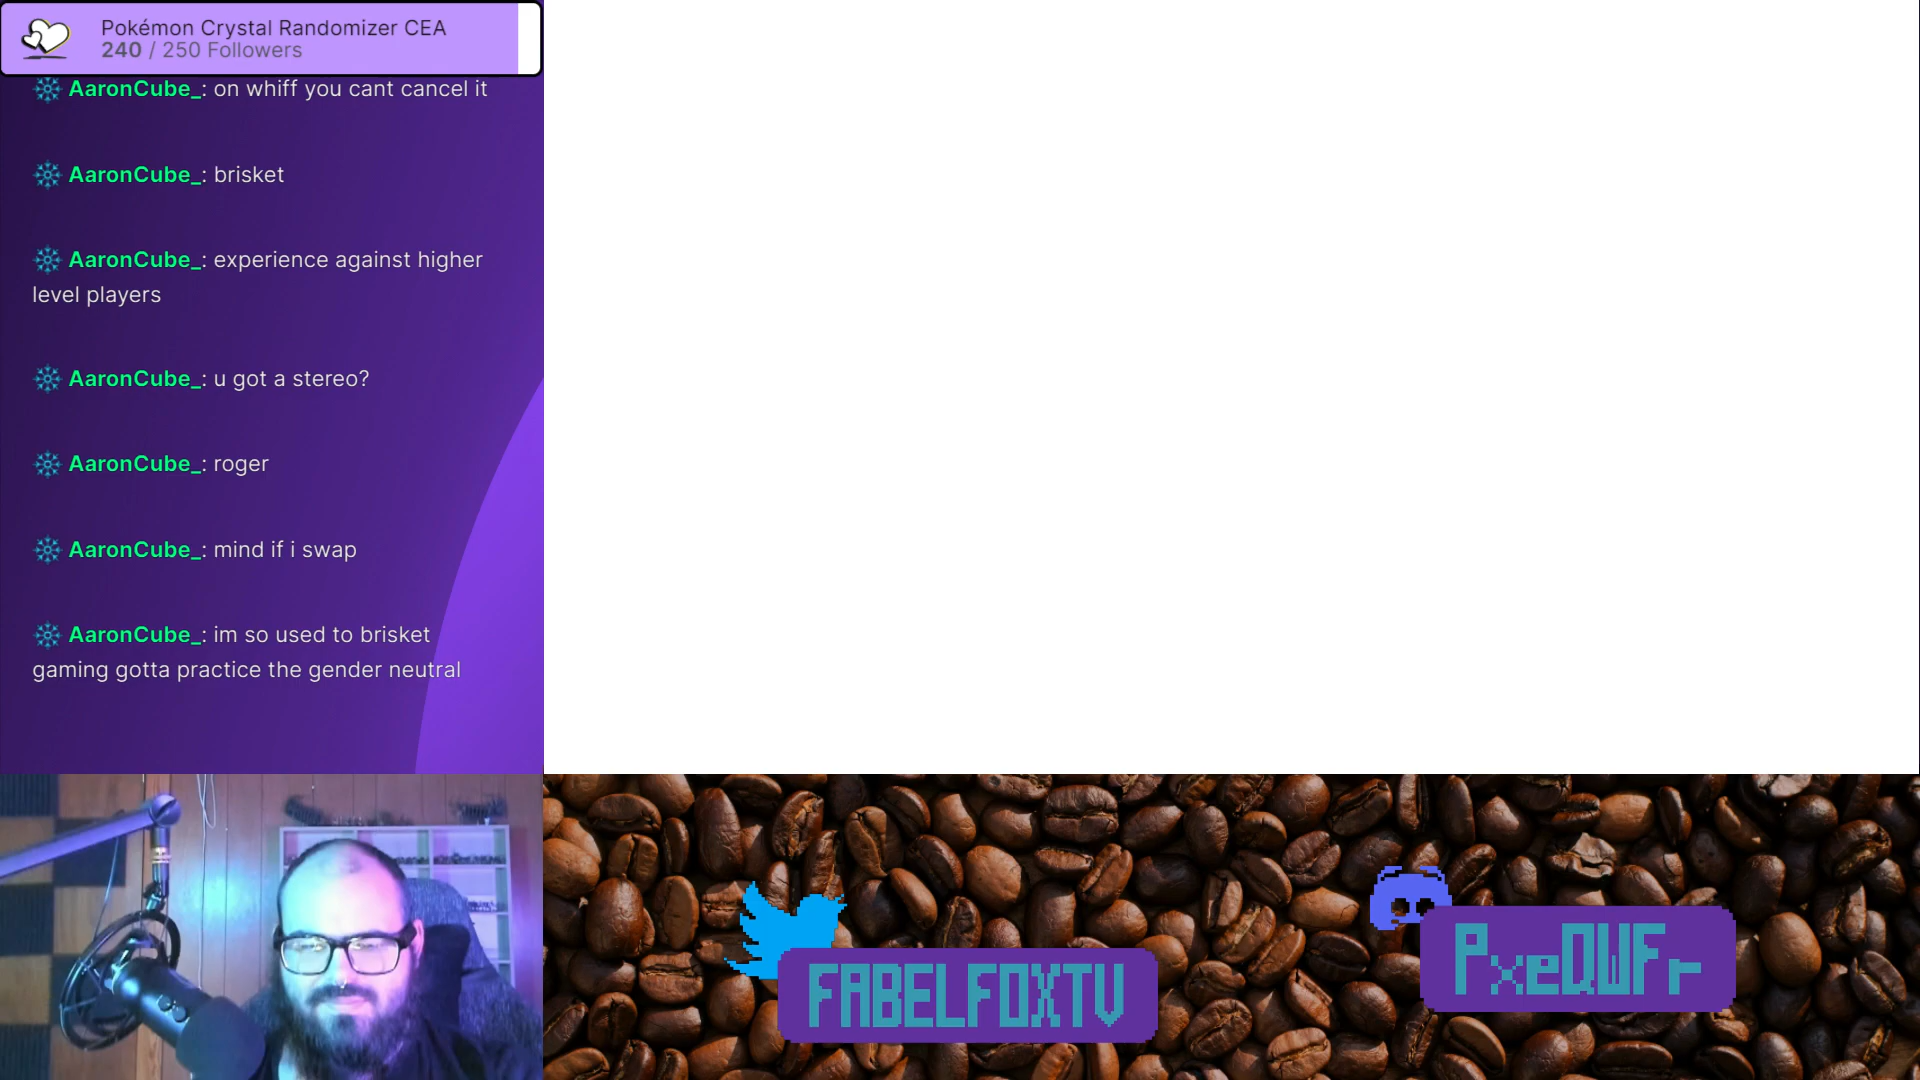 Pokémon Crystal Randomizer CEA
240 / 250 Followers
AaronCube_: on whiff you cant cancel it
AaronCube_: brisket
AaronCube_: experience against higher
level players
AaronCube_: u got a stereo?
AaronCube_: roger
AaronCube_: mind if i swap
AaronCube_: im so used to brisket
gaming gotta practice the gender neutral
FABELFOXTV
PxeQWFr